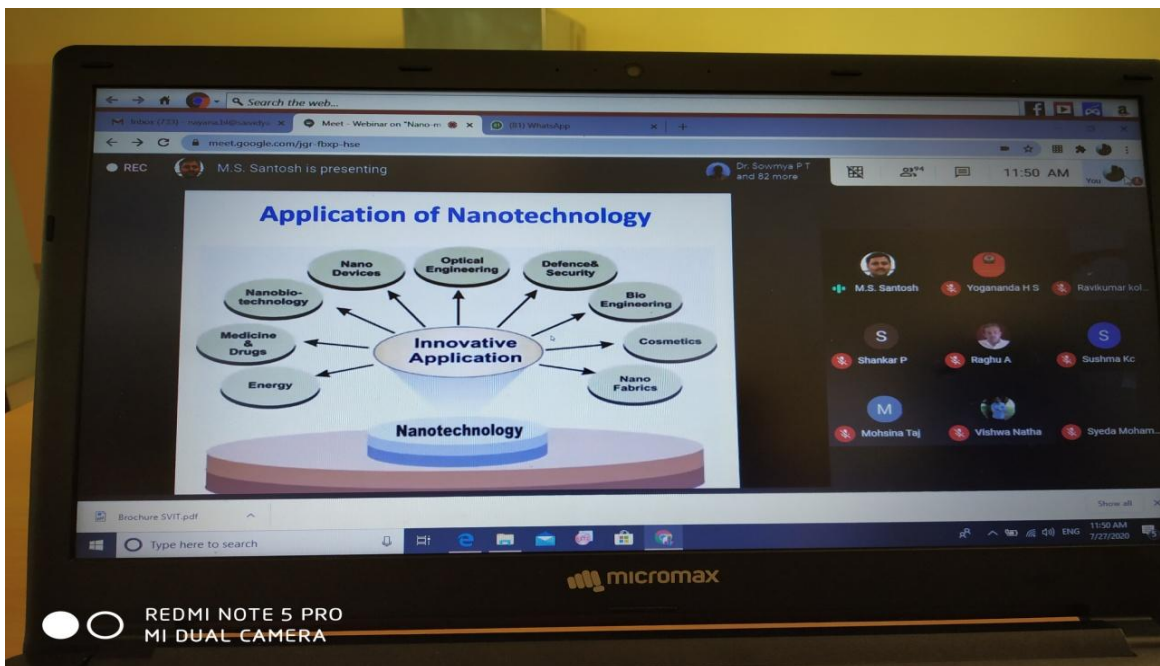 Search the web...
Inbox (733) -
Meet - Webinar on "Nano-m
(81) WhatsApp
meet.google.com/jgr-fbxp-hse
REC
M.S. Santosh is presenting
Dr. Sowmya P T
and 82 more
11:50 AM
You
Application of Nanotechnology
Nano
Devices
Optical
Engineering
Defence&
Security
Nanobio-
technology
Bio
Engineering
Medicine
&
Drugs
Innovative
Application
Cosmetics
Energy
Nano
Fabrics
Nanotechnology
M.S. Santosh
Yogananda H S
Ravikumar kol...
S
Shankar P
Raghu A
S
Sushma Kc
M
Mohsina Taj
Vishwa Natha
Syeda Moham...
Brochure SVIT.pdf
Show all
Type here to search
ENG
11:50 AM
7/27/2020
micromax
REDMI NOTE 5 PRO
MI DUAL CAMERA